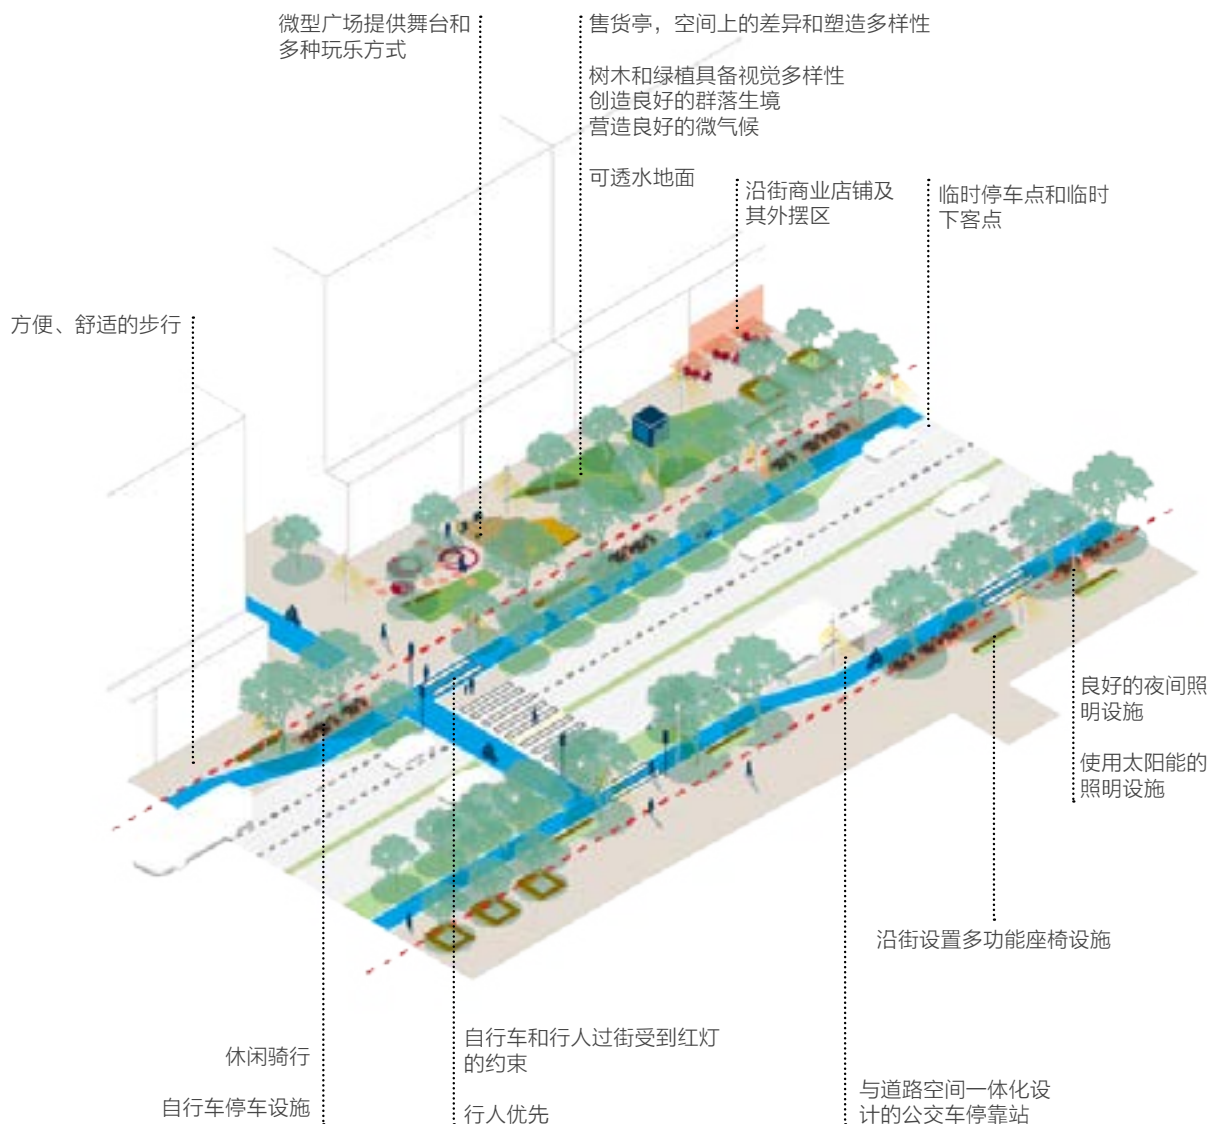 微型广场提供舞台和
多种玩乐方式
售货亭，空间上的差异和塑造多样性
树木和绿植具备视觉多样性
创造良好的群落生境
营造良好的微气候
可透水地面
沿街商业店铺及
其外摆区
临时停车点和临时
下客点
方便、舒适的步行
良好的夜间照
明设施
使用太阳能的
照明设施
沿街设置多功能座椅设施
休闲骑行
自行车停车设施
自行车和行人过街受到红灯
的约束
行人优先
与道路空间一体化设
计的公交车停靠站